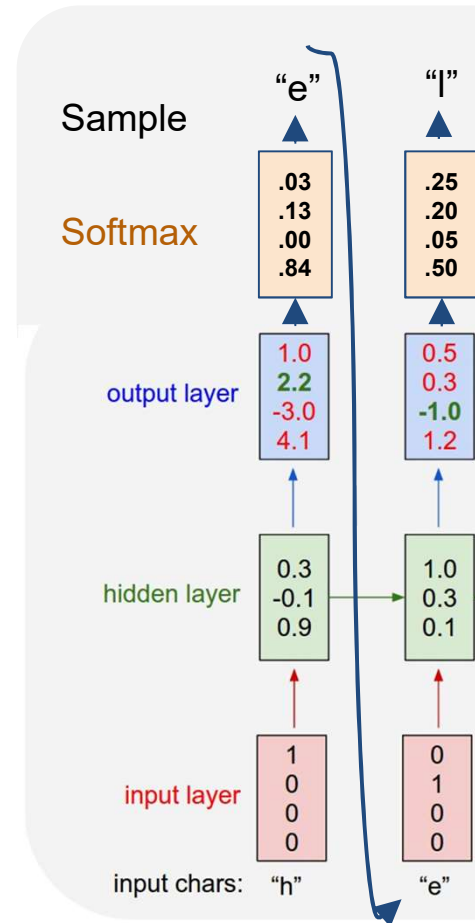 “e” “l”
Sample
.03 .25
.13 .20
Softmax
.00 .05
.84 .50
1.0 0.5
2.2 0.3
output layer
-3.0 -1.0
4.1 1.2
0.3 1.0
hidden layer -0.1 0.3
0.9 0.1
1 0
0 1
input layer
0 0
0 0
input chars: “h” “e”